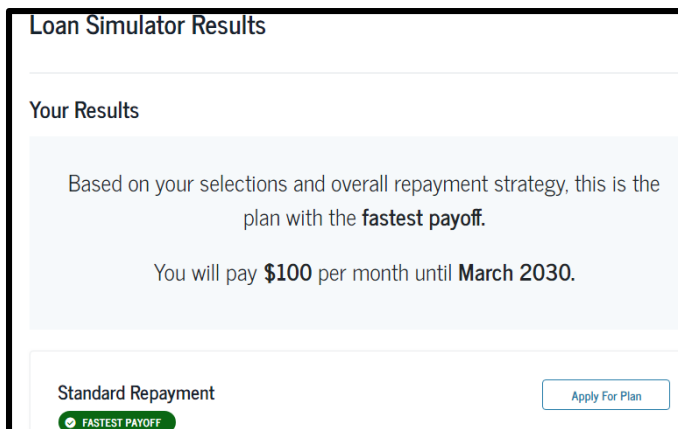 Loan Simulator Results
Your Results
Based on your selections and overall repayment strategy, this is the
plan with the fastest payoff.
You will pay $100 per month until March 2030.
Standard Repayment
Apply For Plan
FASTEST PAYOFF